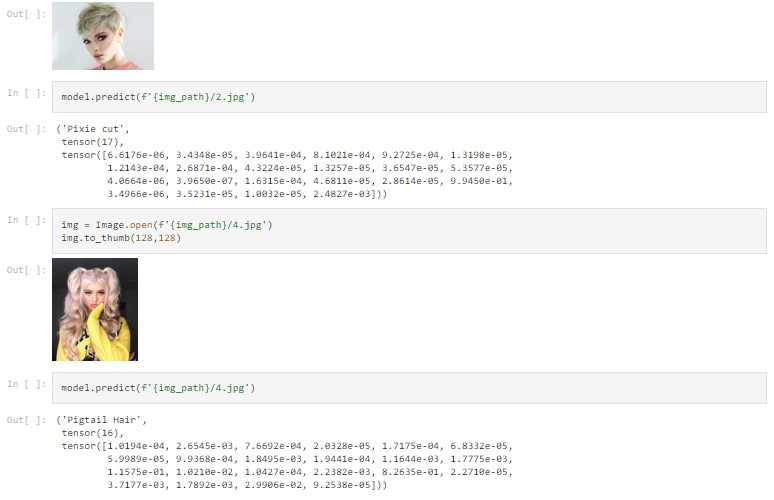 Out[ ]:
In [ ]: model.predict(f'{img_path}/2.jpg')
Out[ ]: ('Pixie cut',
tensor(17),
tensor([6.6176e-06, 3.4348e-05, 3.9641e-04, 8.1021e-04, 9.2725e-04, 1.3198e-05,
1.2143e-04, 2.6871e-04, 4.3224e-05, 1.3257e-05, 3.6547e-05, 5.3577e-05,
4.0664e-06, 3.9650e-07, 1.6315e-04, 4.6811e-05, 2.8614e-05, 9.9450e-01,
3.4966e-06, 3.5231e-05, 1.0032e-05, 2.4827e-03]))
In [ ]: img = Image.open(f'{img_path}/4.jpg')
img.to_thumb(128,128)
Out[ ]:
In [ ]: model.predict(f'{img_path}/4.jpg')
Out[ ]: ('Pigtail Hair',
tensor(16),
tensor([1.0194e-04, 2.6545e-03, 7.6692e-04, 2.0328e-05, 1.7175e-04, 6.8332e-05,
5.9989e-05, 9.9368e-04, 1.8495e-03, 1.9441e-04, 1.1644e-03, 1.7775e-03,
1.1575e-01, 1.0210e-02, 1.0427e-04, 2.2382e-03, 8.2635e-01, 2.2710e-05,
3.7177e-03, 1.7892e-03, 2.9906e-02, 9.2538e-05]))